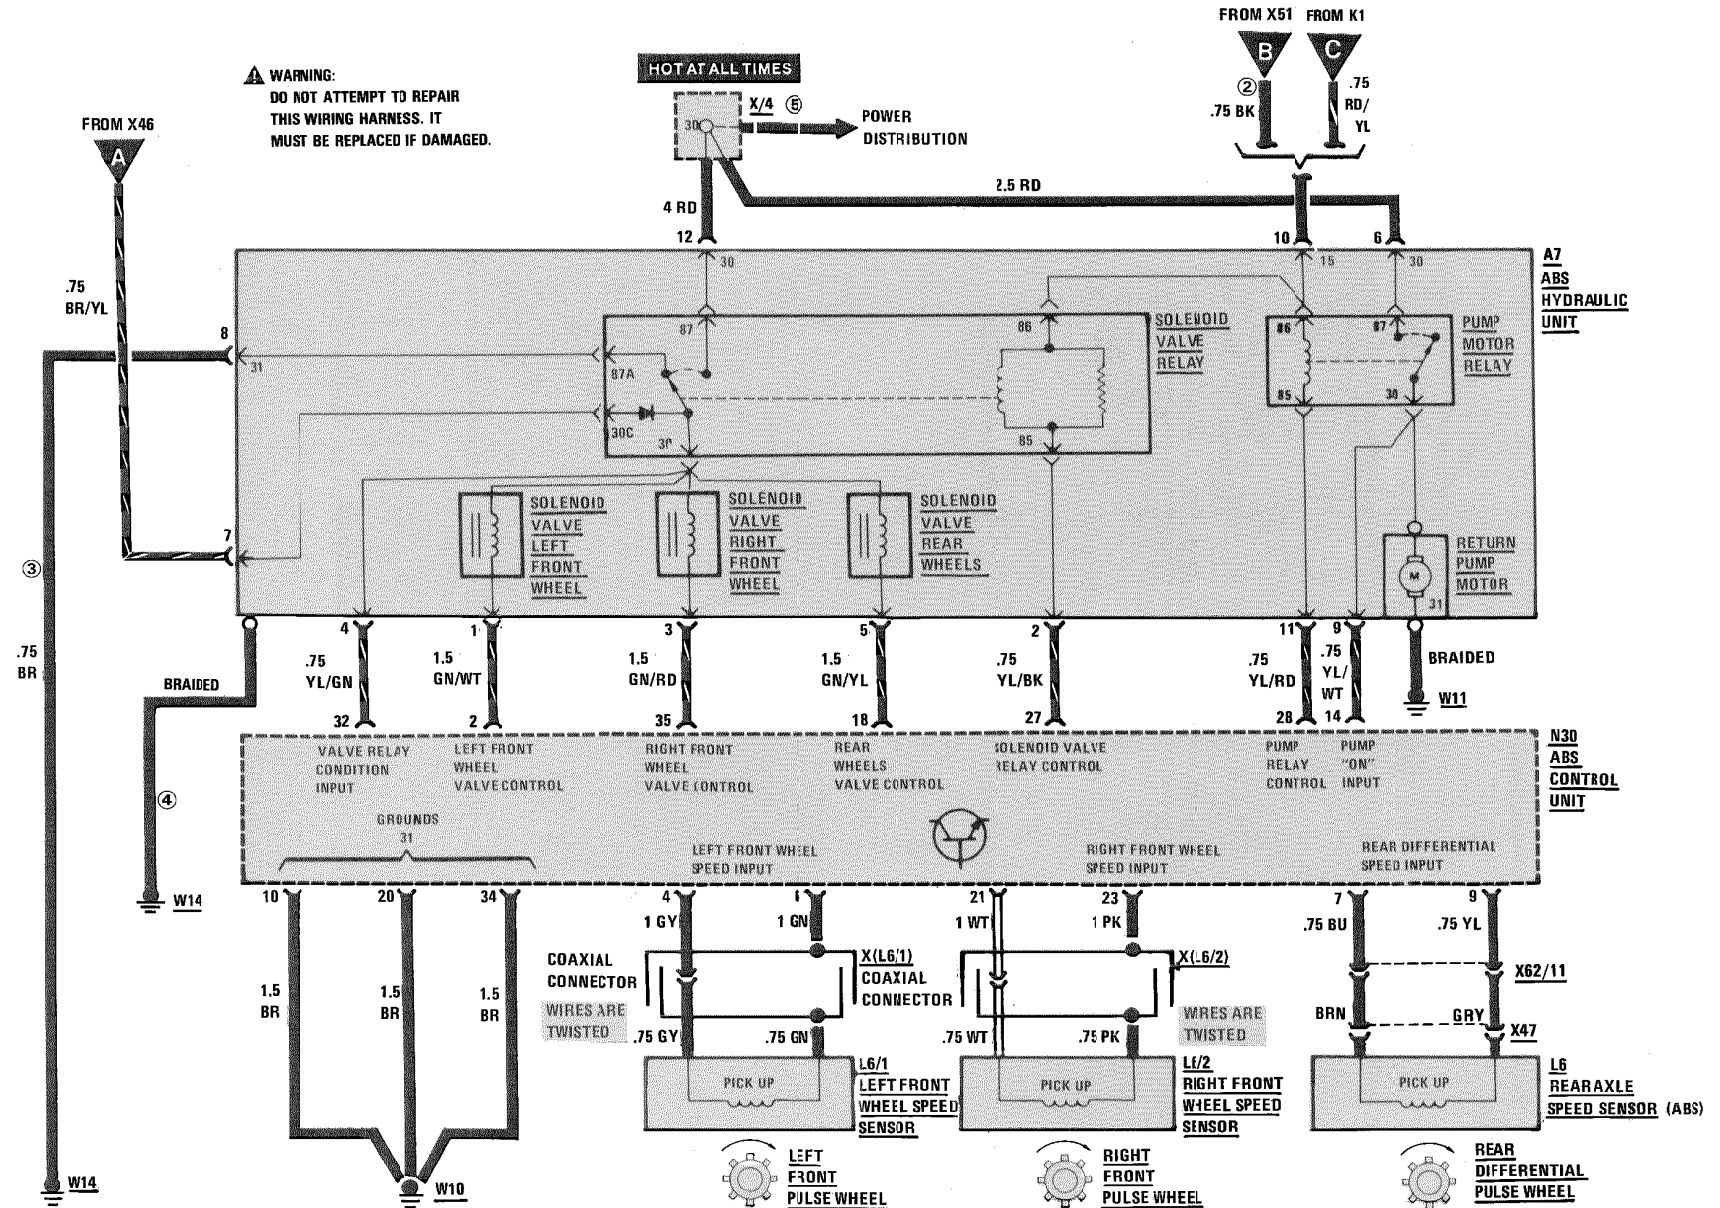 FROM X51 FROM K1
B C
②
.75 BK
.75
RD/
YL
HOT AT ALL TIMES
⚠ WARNING:
DO NOT ATTEMPT TO REPAIR
THIS WIRING HARNESS. IT
MUST BE REPLACED IF DAMAGED.
X/4 ⑤
30
POWER
DISTRIBUTION
FROM X46
A
4 RD
2.5 RD
12
10
6
30
15
30
A7
ABS
HYDRAULIC
UNIT
.75
BR/YL
8
31
87
86
SOLENOID
VALVE
RELAY
86
87
PUMP
MOTOR
RELAY
87A
30C
30
85
85
30
7
③
SOLENOID
VALVE
LEFT
FRONT
WHEEL
SOLENOID
VALVE
RIGHT
FRONT
WHEEL
SOLENOID
VALVE
REAR
WHEELS
RETURN
PUMP
MOTOR
M
31
4
1
3
5
2
11
9
.75
BR
BRAIDED
.75
YL/GN
1.5
GN/WT
1.5
GN/RD
1.5
GN/YL
.75
YL/BK
.75
YL/RD
.75
YL/
WT
BRAIDED
W11
32
2
35
18
27
28
14
VALVE RELAY
CONDITION
INPUT
LEFT FRONT
WHEEL
VALVE CONTROL
RIGHT FRONT
WHEEL
VALVE CONTROL
REAR
WHEELS
VALVE CONTROL
SOLENOID VALVE
RELAY CONTROL
PUMP
RELAY
CONTROL
PUMP
"ON"
INPUT
N30
ABS
CONTROL
UNIT
④
GROUNDS
31
LEFT FRONT WHEEL
SPEED INPUT
RIGHT FRONT WHEEL
SPEED INPUT
REAR DIFFERENTIAL
SPEED INPUT
W14
10
20
34
4
21
23
7
9
1 GY
1 GN
1 WT
1 PK
.75 BU
.75 YL
COAXIAL
CONNECTOR
X(L6/1)
COAXIAL
CONNECTOR
X(L6/2)
X62/11
1.5
BR
1.5
BR
1.5
BR
WIRES ARE
TWISTED
WIRES ARE
TWISTED
BRN
GRY
X47
.75 GY
.75 GN
.75 WT
.75 PK
PICK UP
L6/1
LEFT FRONT
WHEEL SPEED
SENSOR
PICK UP
L6/2
RIGHT FRONT
WHEEL SPEED
SENSOR
PICK UP
L6
REAR AXLE
SPEED SENSOR (ABS)
W14
W10
LEFT
FRONT
PULSE WHEEL
RIGHT
FRONT
PULSE WHEEL
REAR
DIFFERENTIAL
PULSE WHEEL